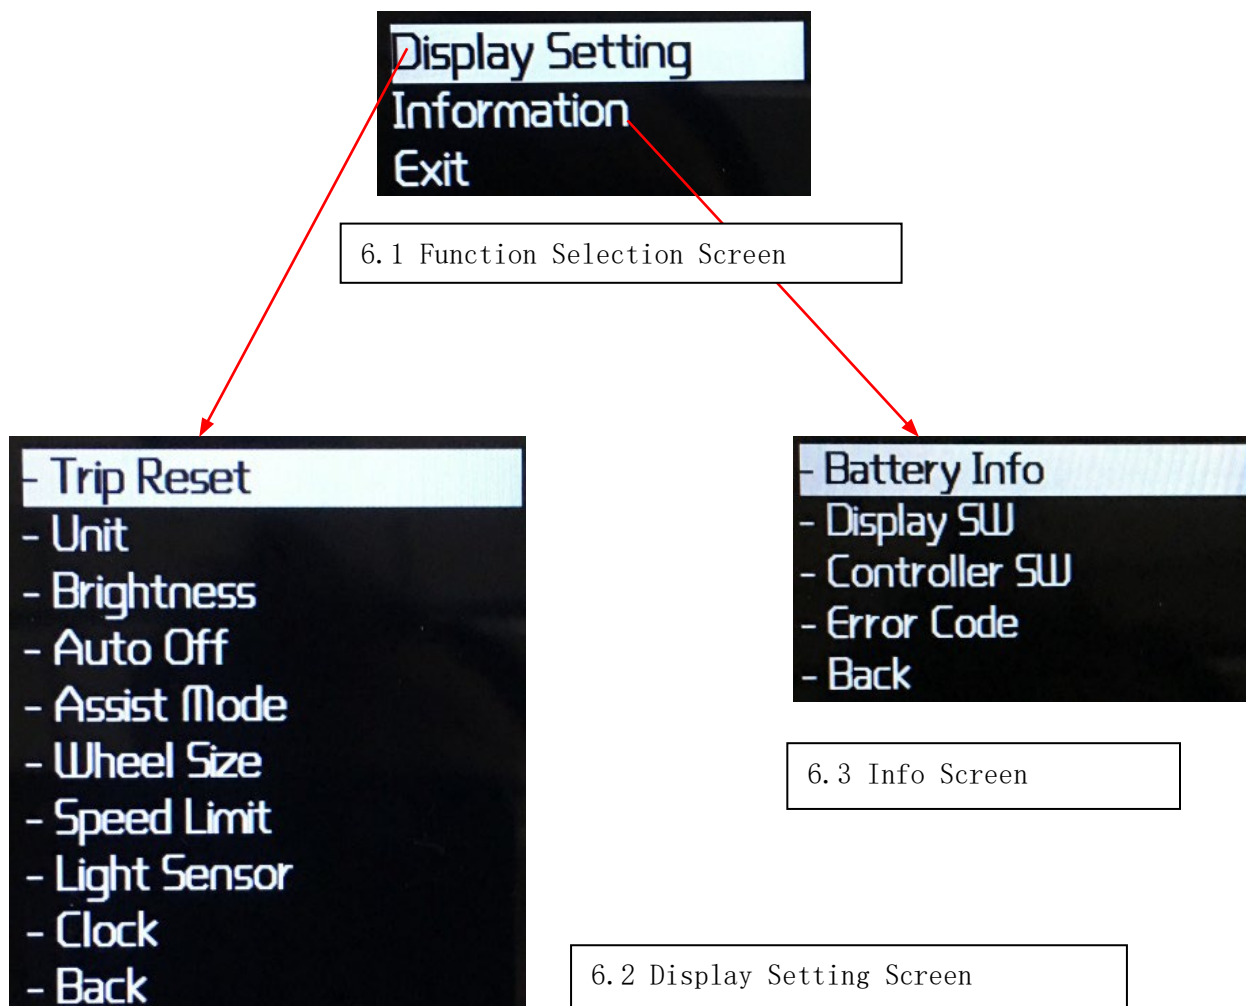 Display Setting
Information
Exit
6.1 Function Selection Screen
- Trip Reset
- Unit
- Brightness
- Auto Off
- Assist Mode
- Wheel Size
- Speed Limit
- Light Sensor
- Clock
- Back
6.2 Display Setting Screen
- Battery Info
- Display SW
- Controller SW
- Error Code
- Back
6.3 Info Screen